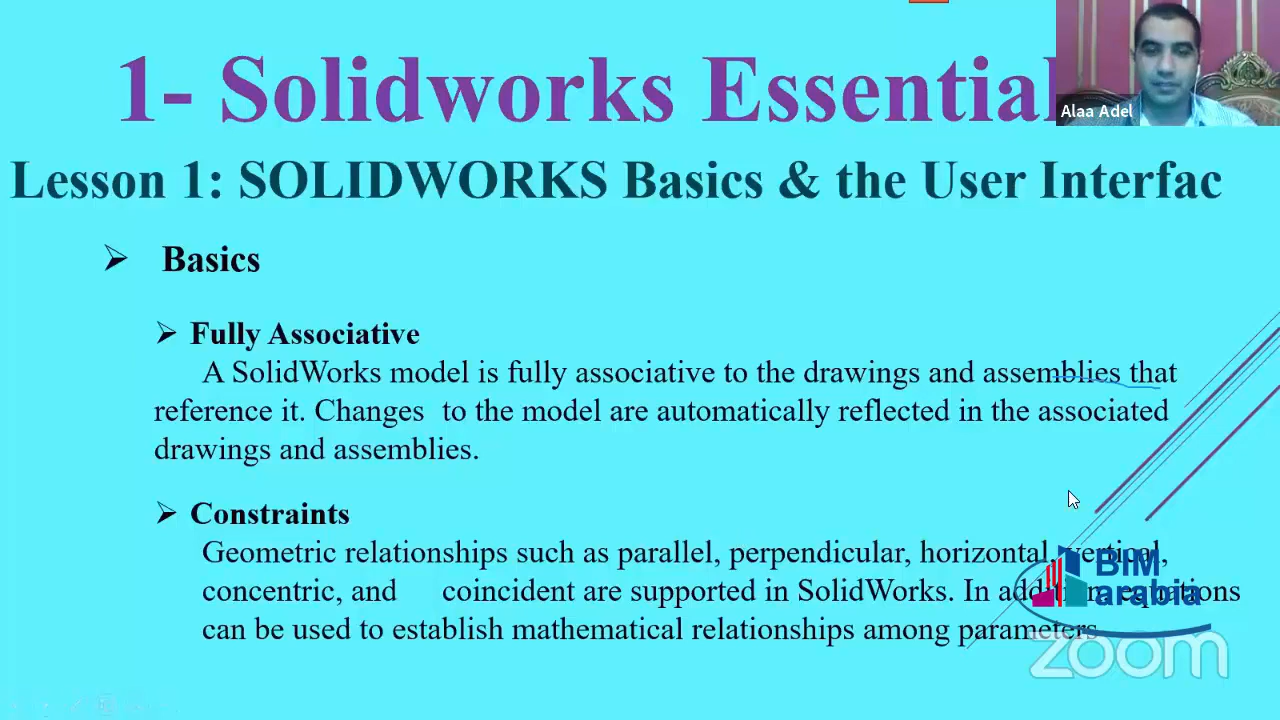 1- Solidworks Essential
Alaa Adel
Lesson 1: SOLIDWORKS Basics & the User Interfac
➢ Basics
➢ Fully Associative
A SolidWorks model is fully associative to the drawings and assemblies that
reference it. Changes to the model are automatically reflected in the associated
drawings and assemblies.
➢ Constraints
Geometric relationships such as parallel, perpendicular, horizontal, vertical,
concentric, and coincident are supported in SolidWorks. In addition, equations
can be used to establish mathematical relationships among parameters.
BIM
arabia
zoom